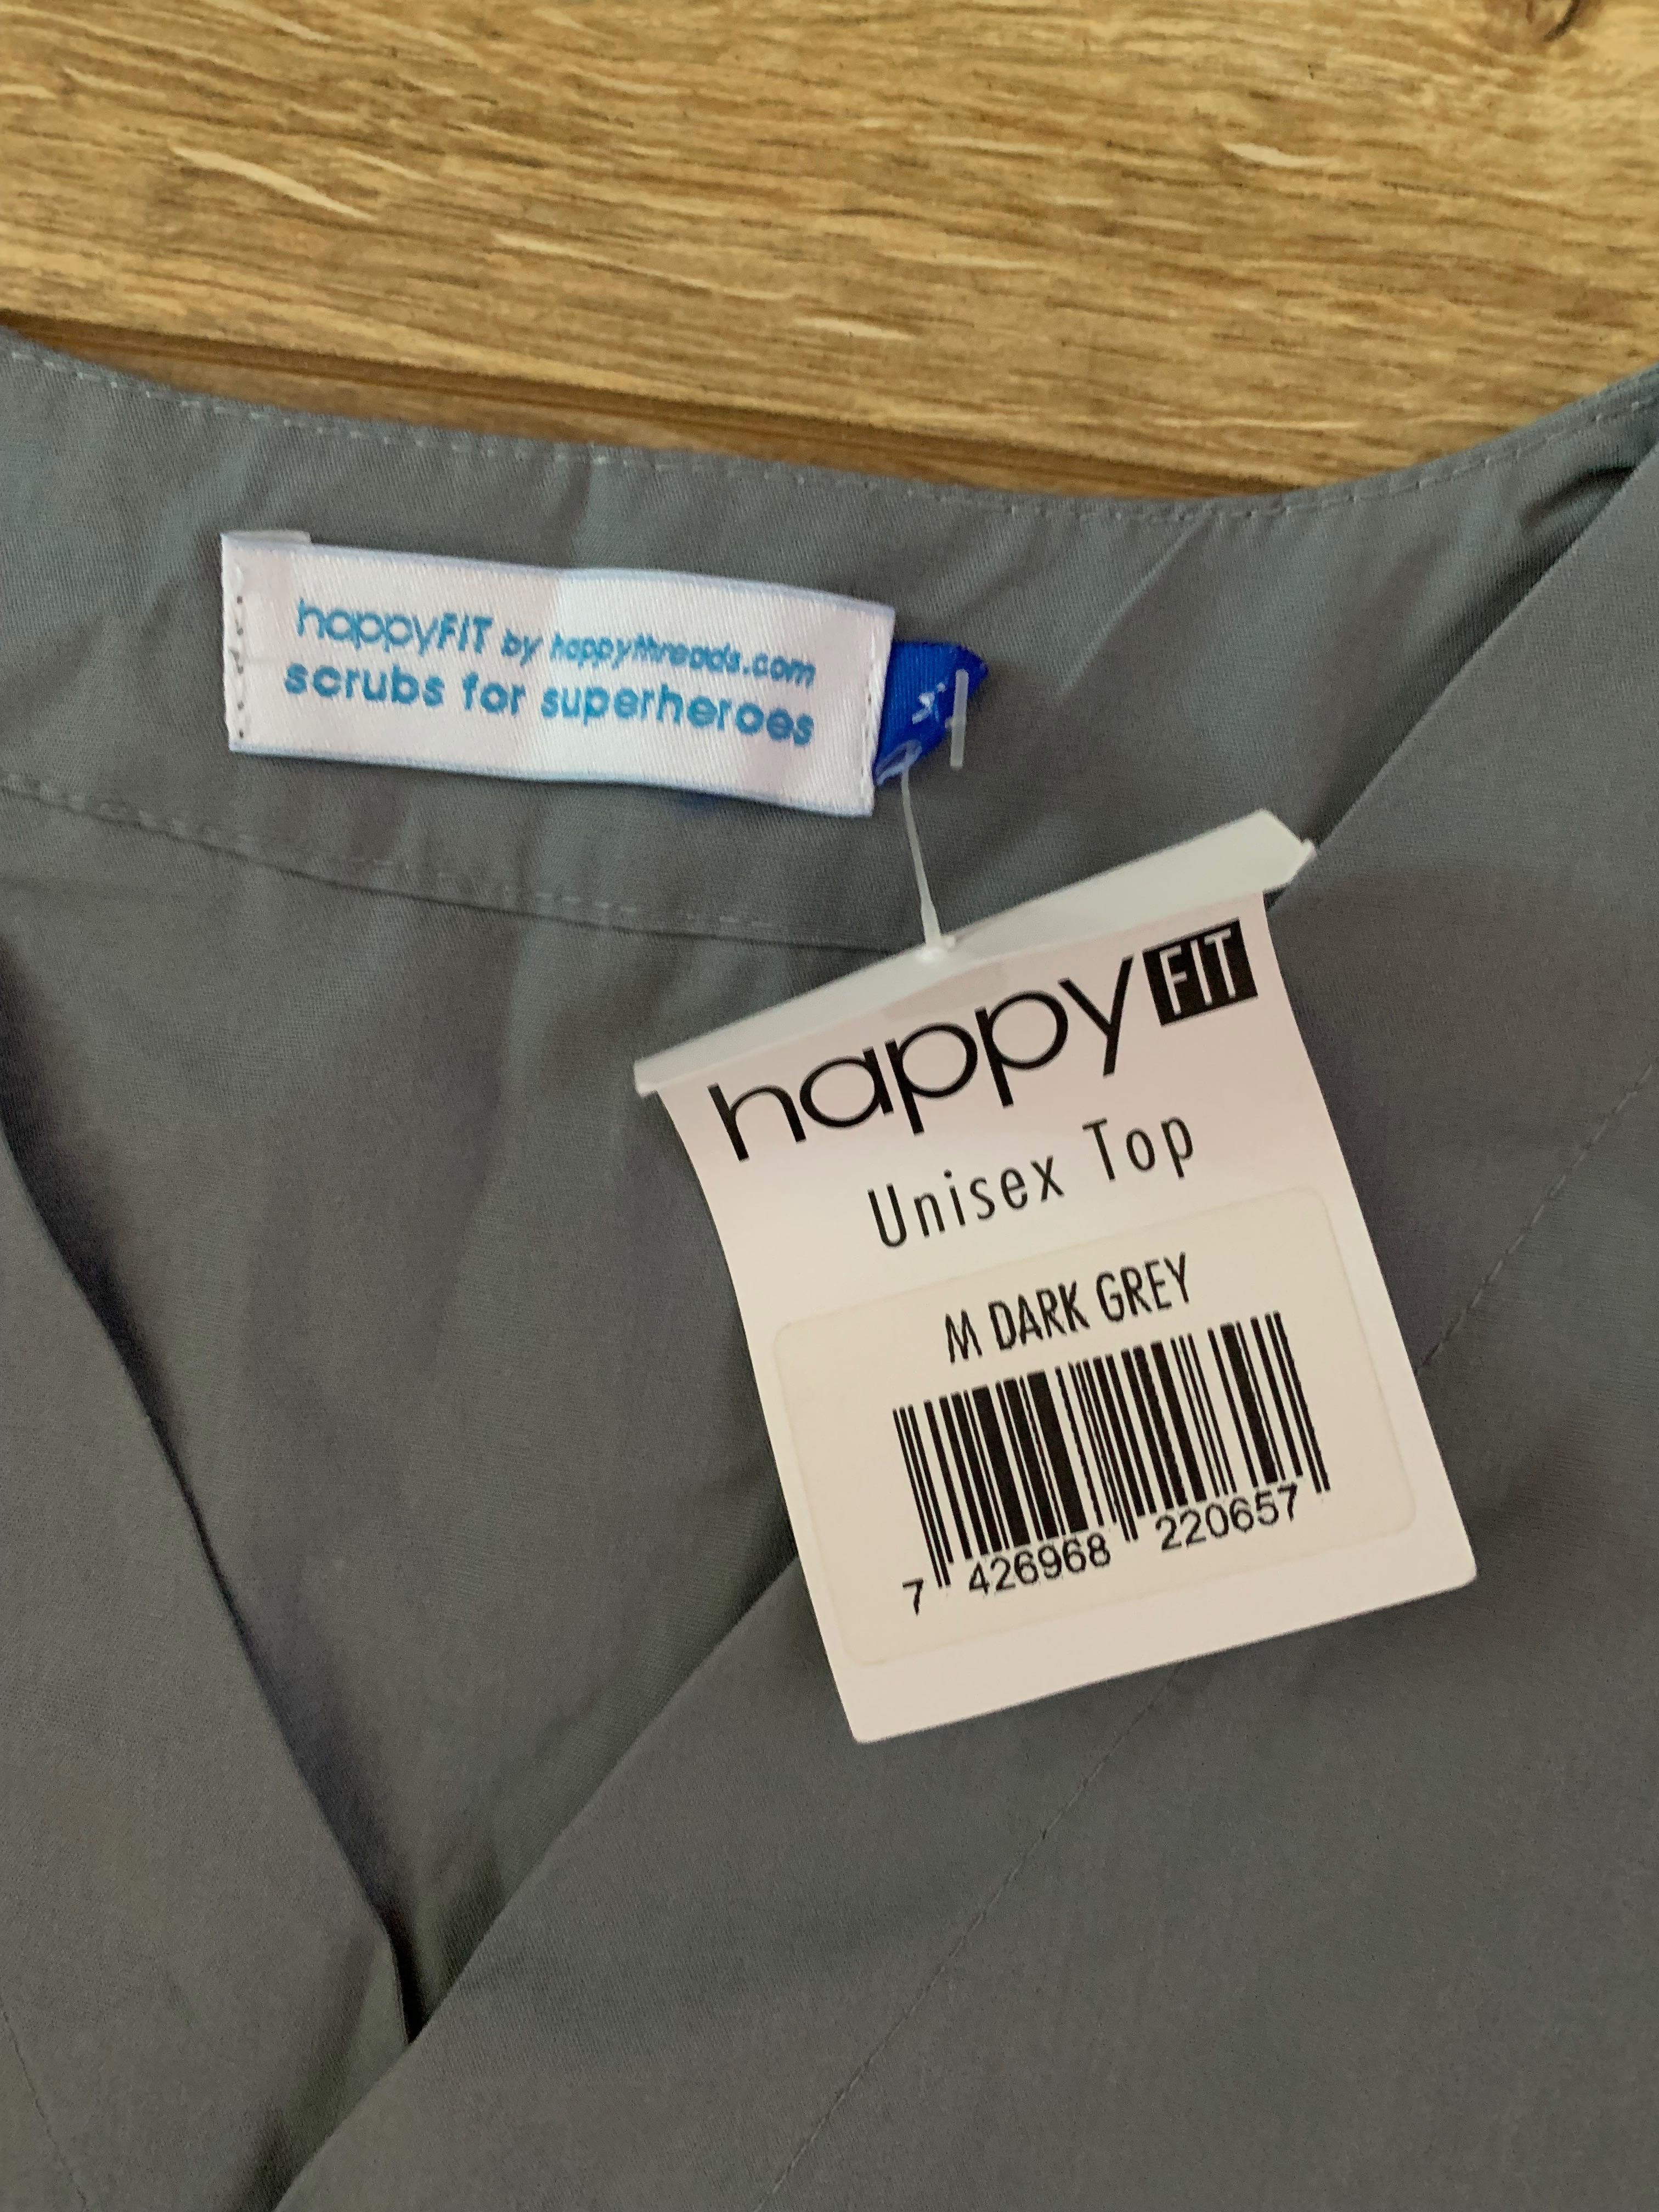 happyFIT by happythreads.com
scrubs for superheroes
happy FIT
Unisex Top
M DARK GREY
7 426968 220657